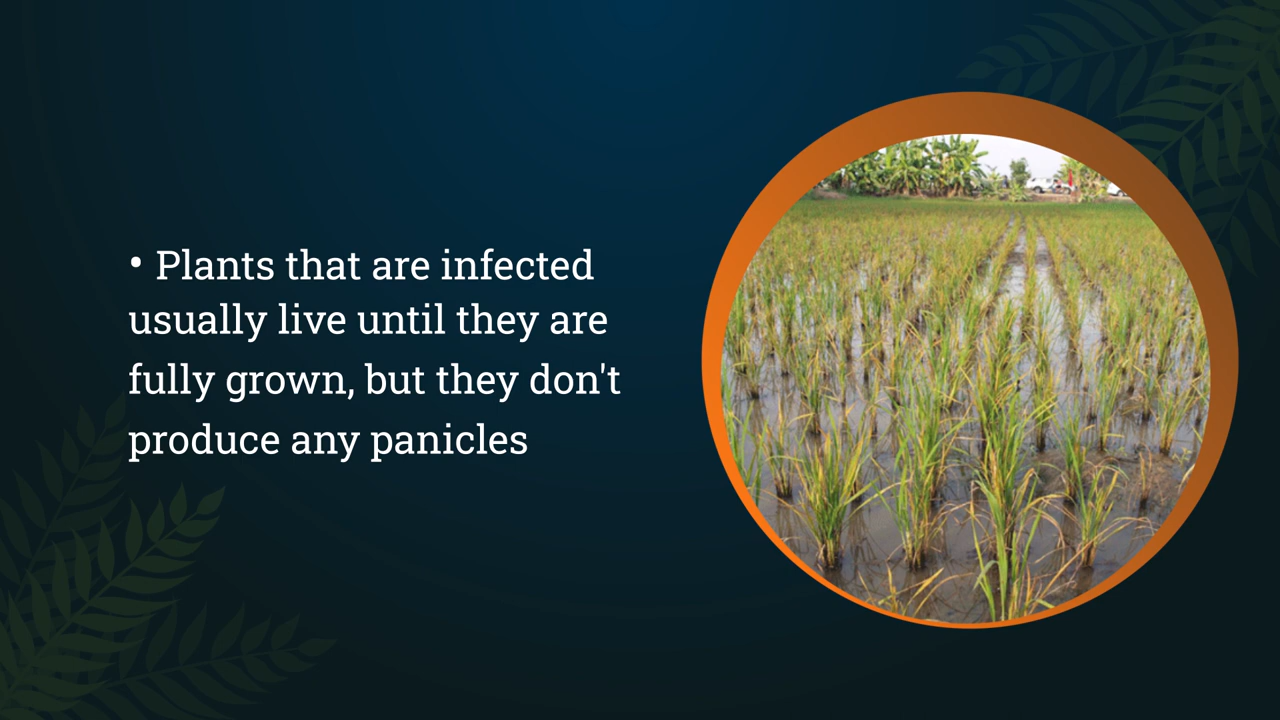 • Plants that are infected
usually live until they are
fully grown, but they don't
produce any panicles